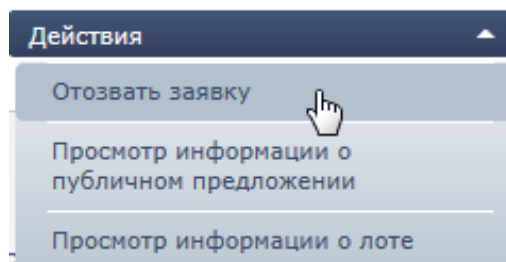 Действия
Отозвать заявку
Просмотр информации о
публичном предложении
Просмотр информации о лоте